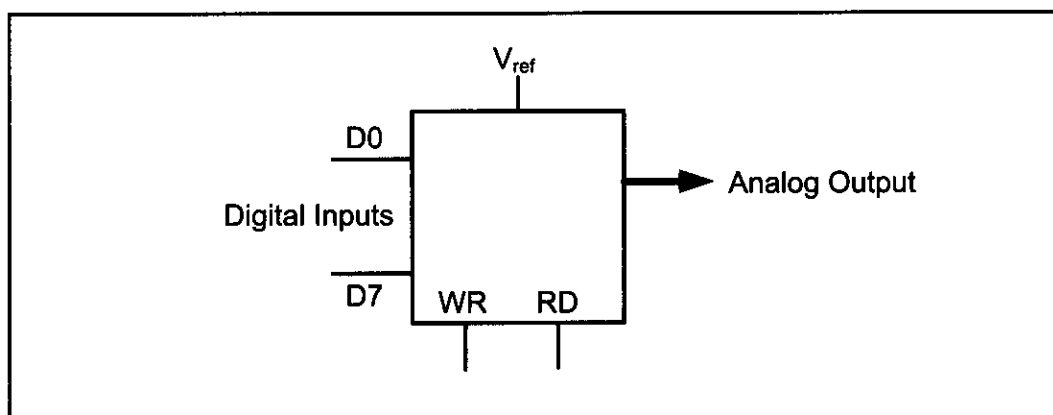 Vref
D0
Analog Output
Digital Inputs
D7
WR RD